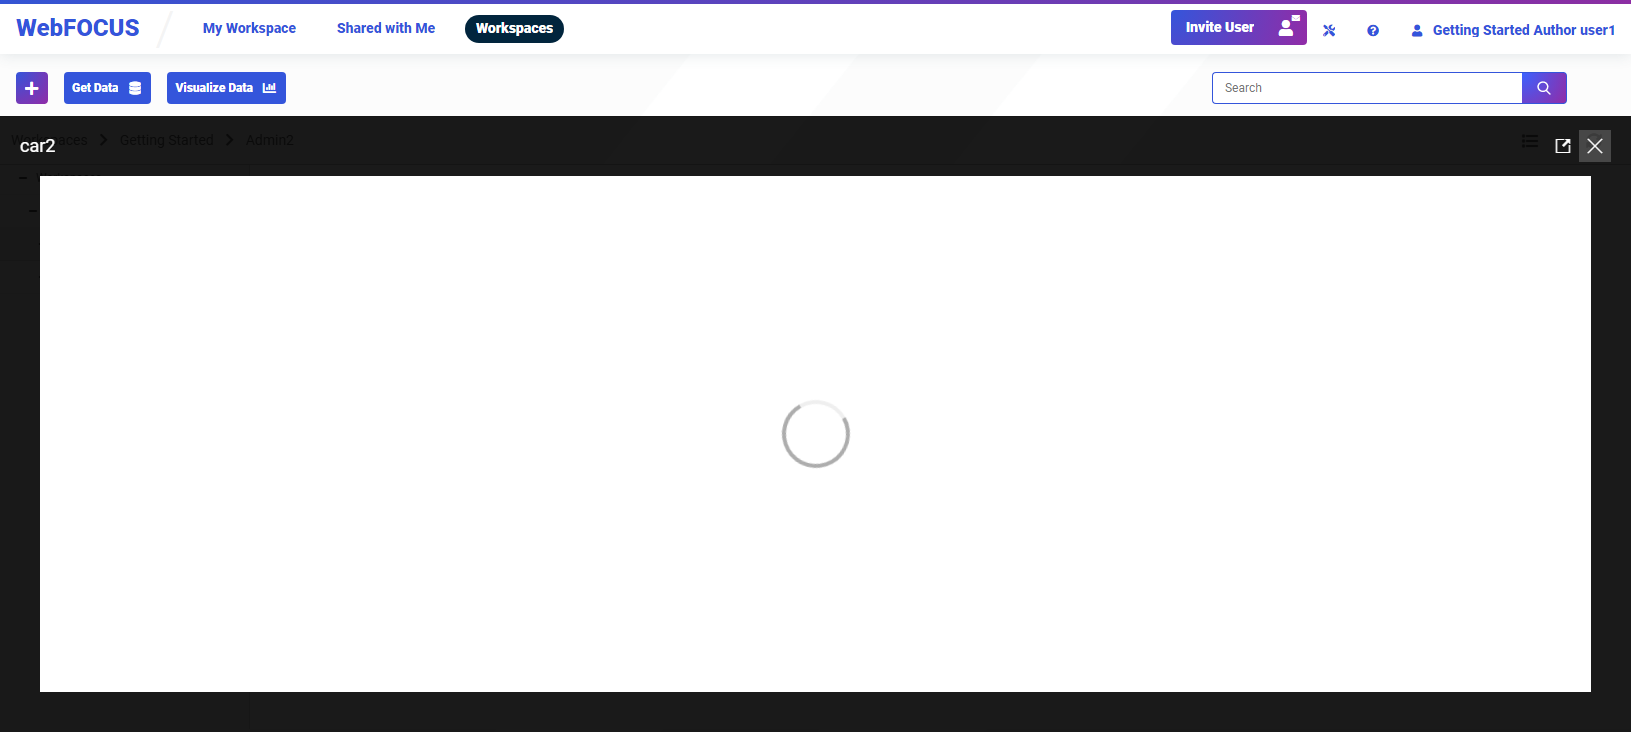 WebFOCUS
My Workspace
Shared with Me
Workspaces
Invite User
Getting Started Author user1
Get Data
Visualize Data
Search
Workspaces > Getting Started > Admin2
car2